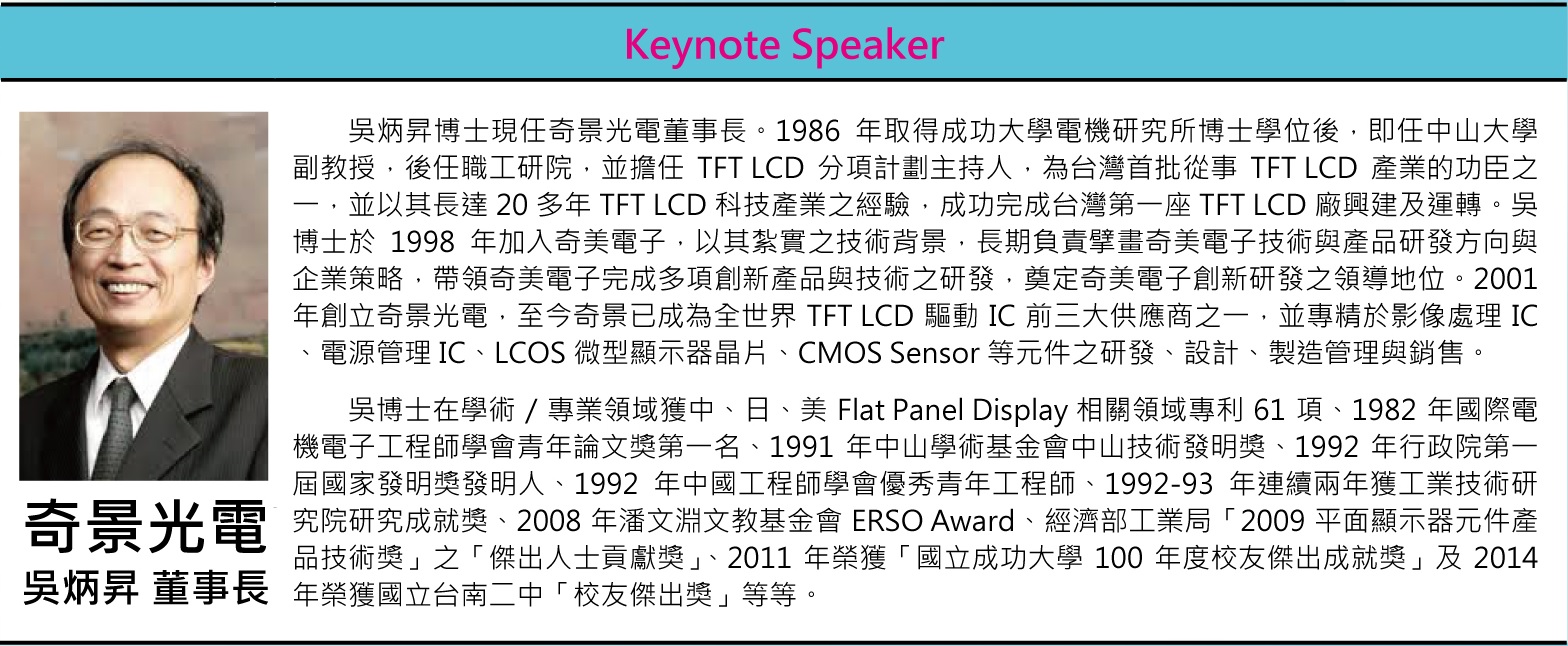 Keynote Speaker
吳炳昇博士現任奇景光電董事長。1986 年取得成功大學電機研究所博士學位後，即任中山大學
副教授，後任職工研院，並擔任 TFT LCD 分項計劃主持人，為台灣首批從事 TFT LCD 產業的功臣之
一，並以其長達 20 多年 TFT LCD 科技產業之經驗，成功完成台灣第一座 TFT LCD 廠興建及運轉。吳
博士於 1998 年加入奇美電子，以其紮實之技術背景，長期負責擘畫奇美電子技術與產品研發方向與
企業策略，帶領奇美電子完成多項創新產品與技術之研發，奠定奇美電子創新研發之領導地位。2001
年創立奇景光電，至今奇景已成為全世界 TFT LCD 驅動 IC 前三大供應商之一，並專精於影像處理 IC
、電源管理 IC、LCOS 微型顯示器晶片、CMOS Sensor 等元件之研發、設計、製造管理與銷售。
吳博士在學術 / 專業領域獲中、日、美 Flat Panel Display 相關領域專利 61 項、1982 年國際電
機電子工程師學會青年論文獎第一名、1991 年中山學術基金會中山技術發明獎、1992 年行政院第一
屆國家發明獎發明人、1992 年中國工程師學會優秀青年工程師、1992-93 年連續兩年獲工業技術研
究院研究成就獎、2008 年潘文淵文教基金會 ERSO Award、經濟部工業局「2009 平面顯示器元件產
品技術獎」之「傑出人士貢獻獎」、2011 年榮獲「國立成功大學 100 年度校友傑出成就獎」及 2014
年榮獲國立台南二中「校友傑出獎」等等。
奇景光電
吳炳昇 董事長